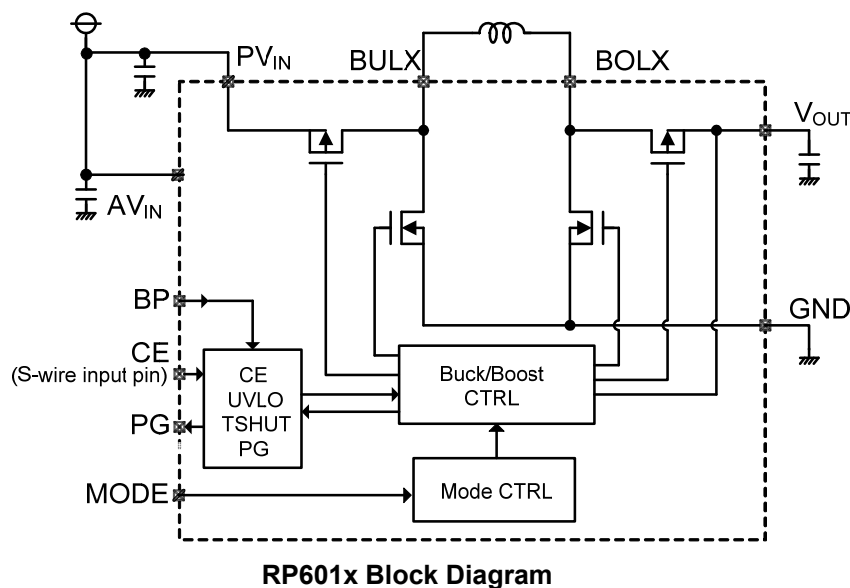 PVIN
BULX
BOLX
VOUT
AVIN
BP
CE
(S-wire input pin)
PG
MODE
GND
CE
UVLO
TSHUT
PG
Buck/Boost
CTRL
Mode CTRL
RP601x Block Diagram